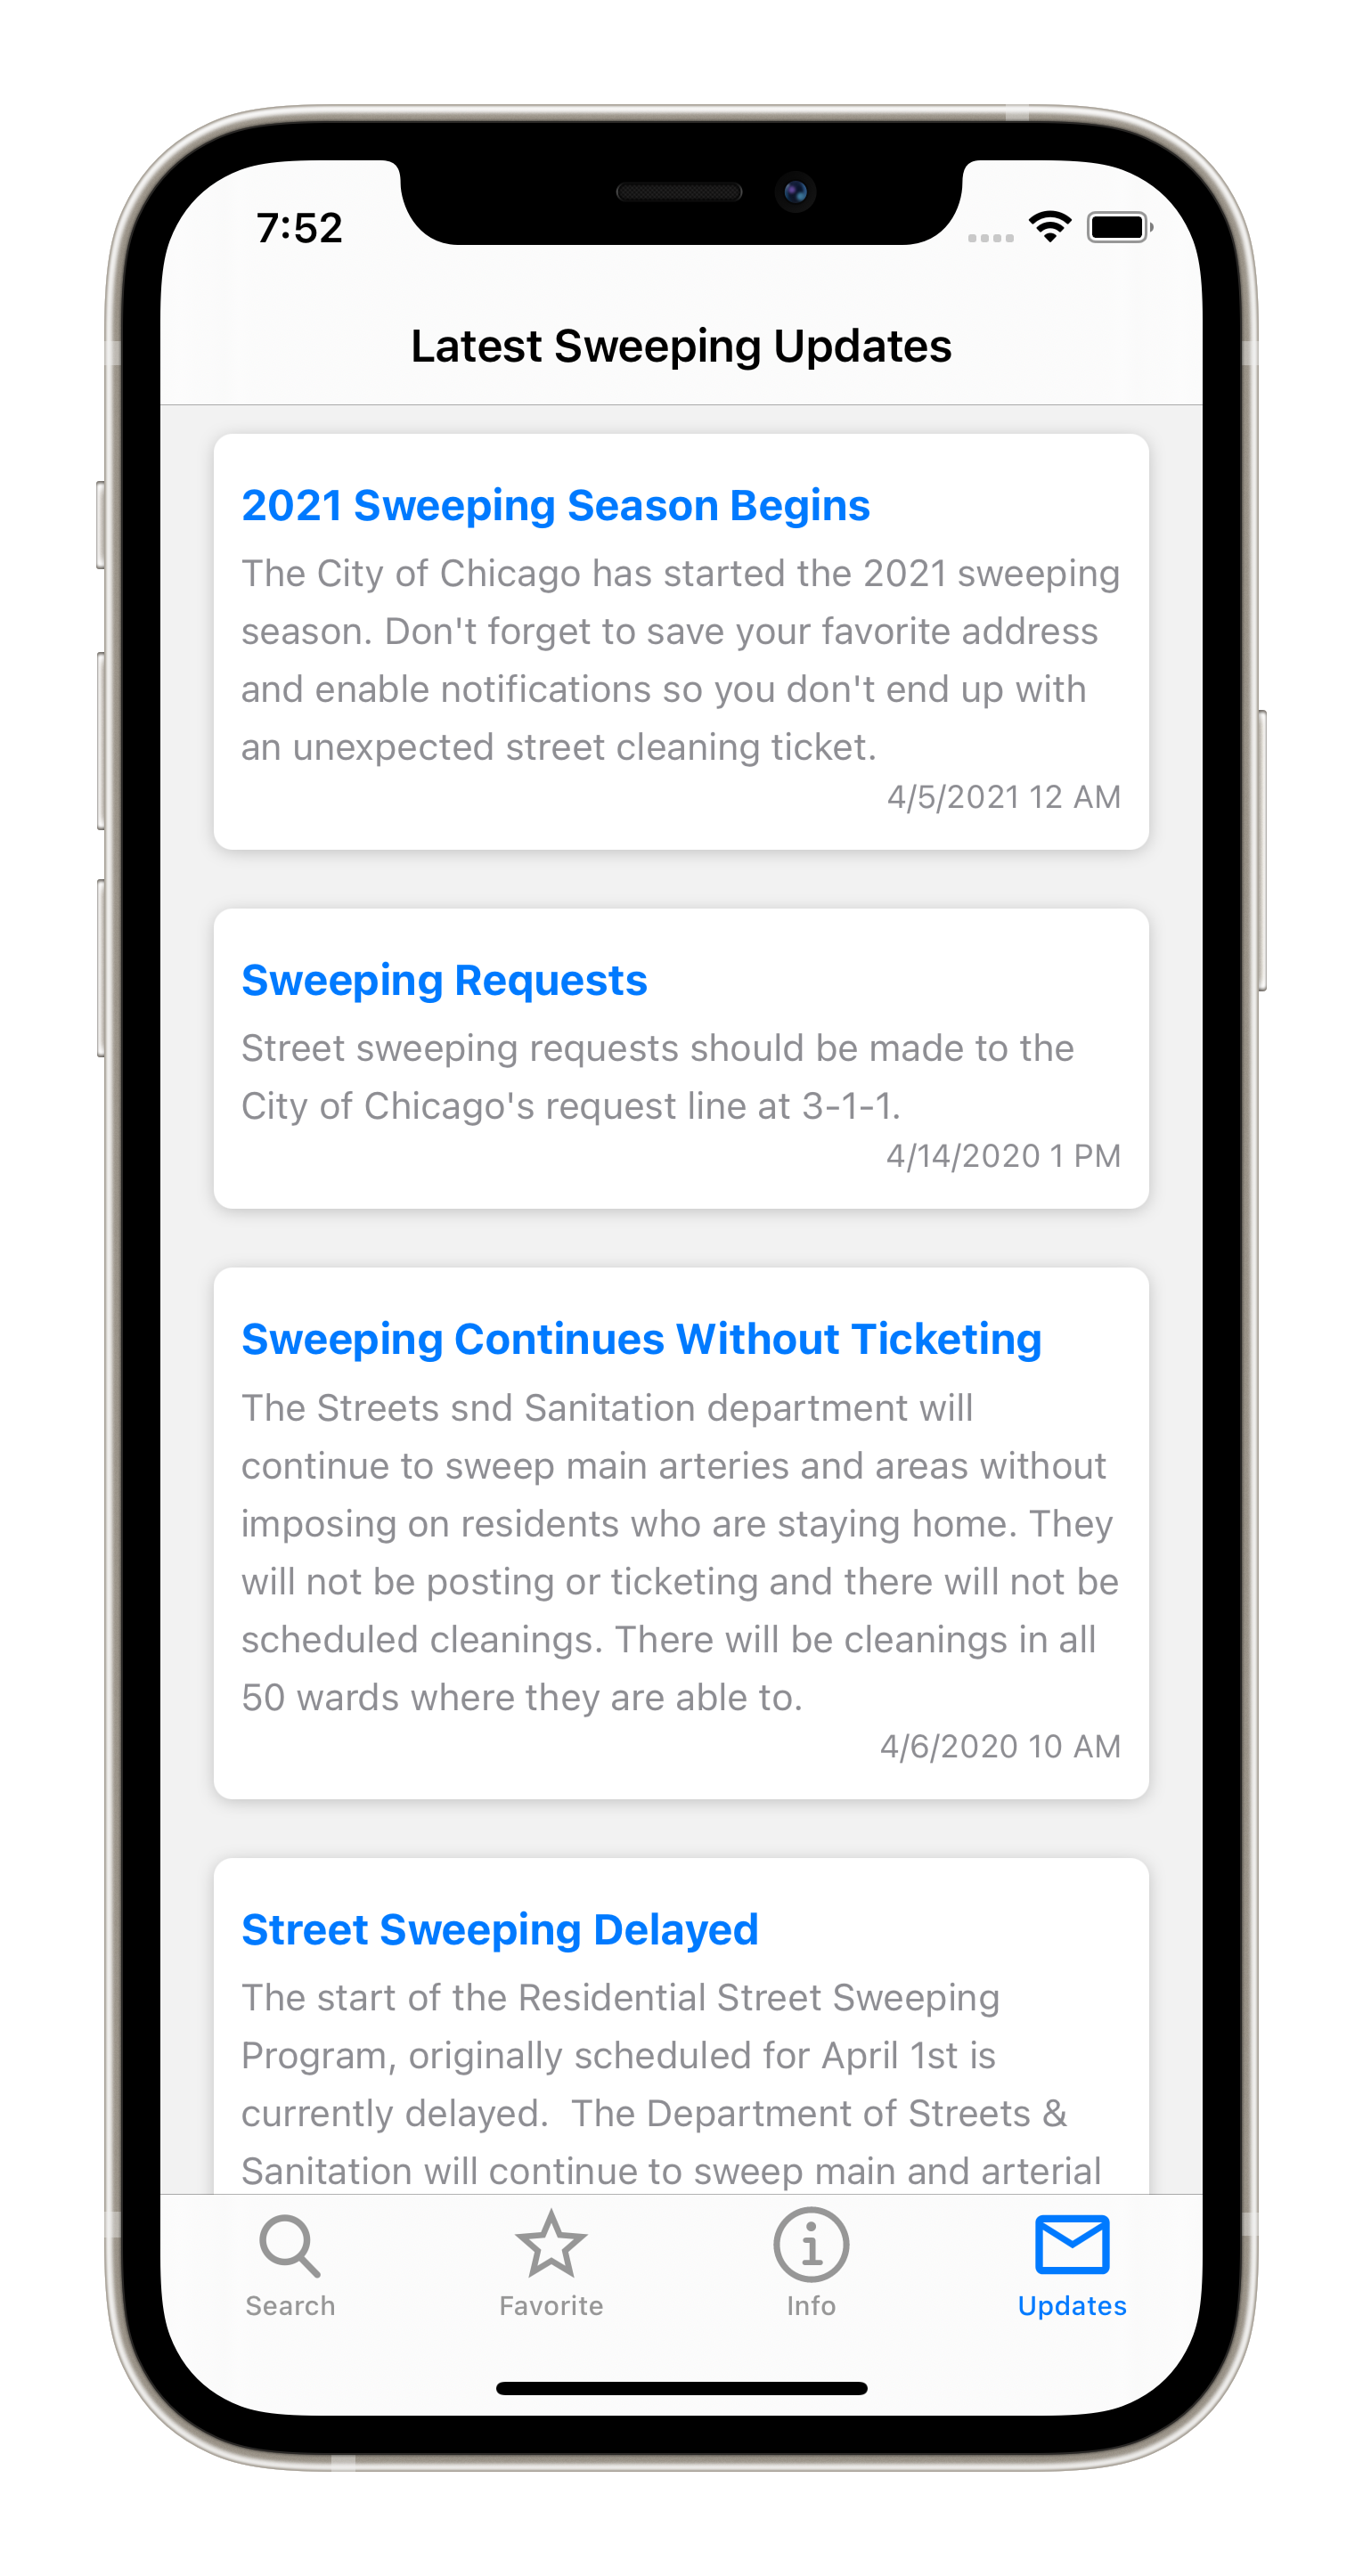 7:52
Latest Sweeping Updates
2021 Sweeping Season Begins
The City of Chicago has started the 2021 sweeping
season. Don't forget to save your favorite address
and enable notifications so you don't end up with
an unexpected street cleaning ticket.
4/5/2021 12 AM
Sweeping Requests
Street sweeping requests should be made to the
City of Chicago's request line at 3-1-1.
4/14/2020 1 PM
Sweeping Continues Without Ticketing
The Streets snd Sanitation department will
continue to sweep main arteries and areas without
imposing on residents who are staying home. They
will not be posting or ticketing and there will not be
scheduled cleanings. There will be cleanings in all
50 wards where they are able to.
4/6/2020 10 AM
Street Sweeping Delayed
The start of the Residential Street Sweeping
Program, originally scheduled for April 1st is
currently delayed.  The Department of Streets &
Sanitation will continue to sweep main and arterial
Search Favorite Info Updates